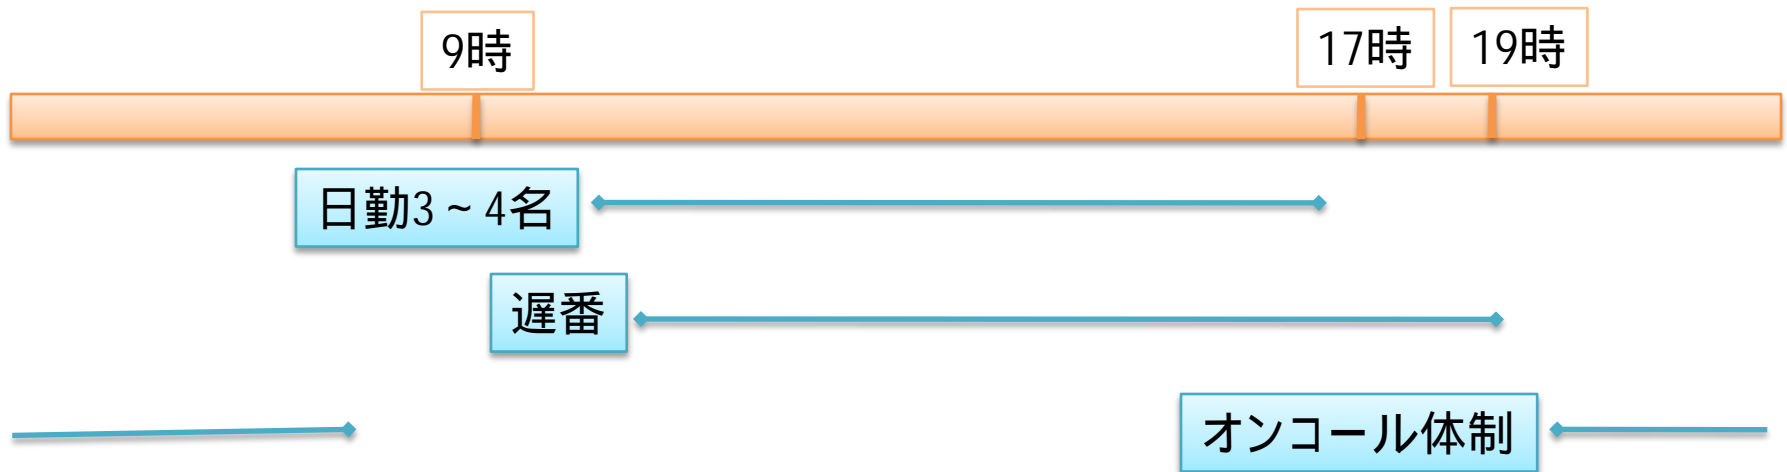 9時
17時
19時
日勤3~4名
遅番
オンコール体制